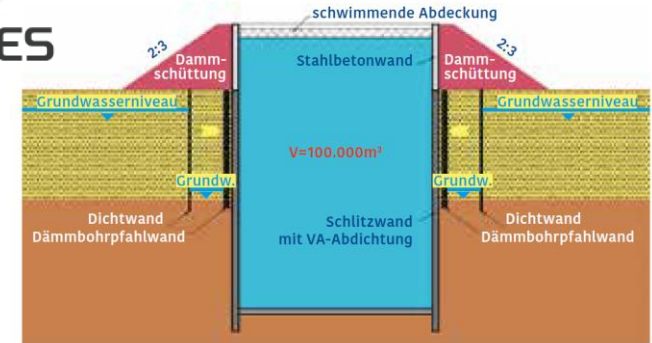 ES
schwimmende Abdeckung
2:3
2:3
Damm-
schüttung
Stahlbetonwand
Damm-
schüttung
Grundwasserniveau
Grundwasserniveau
V=100.000m³
Grundw.
Grundw.
Dichtwand
Dämmbohrpfahlwand
Schlitzwand
mit VA-Abdichtung
Dichtwand
Dämmbohrpfahlwand